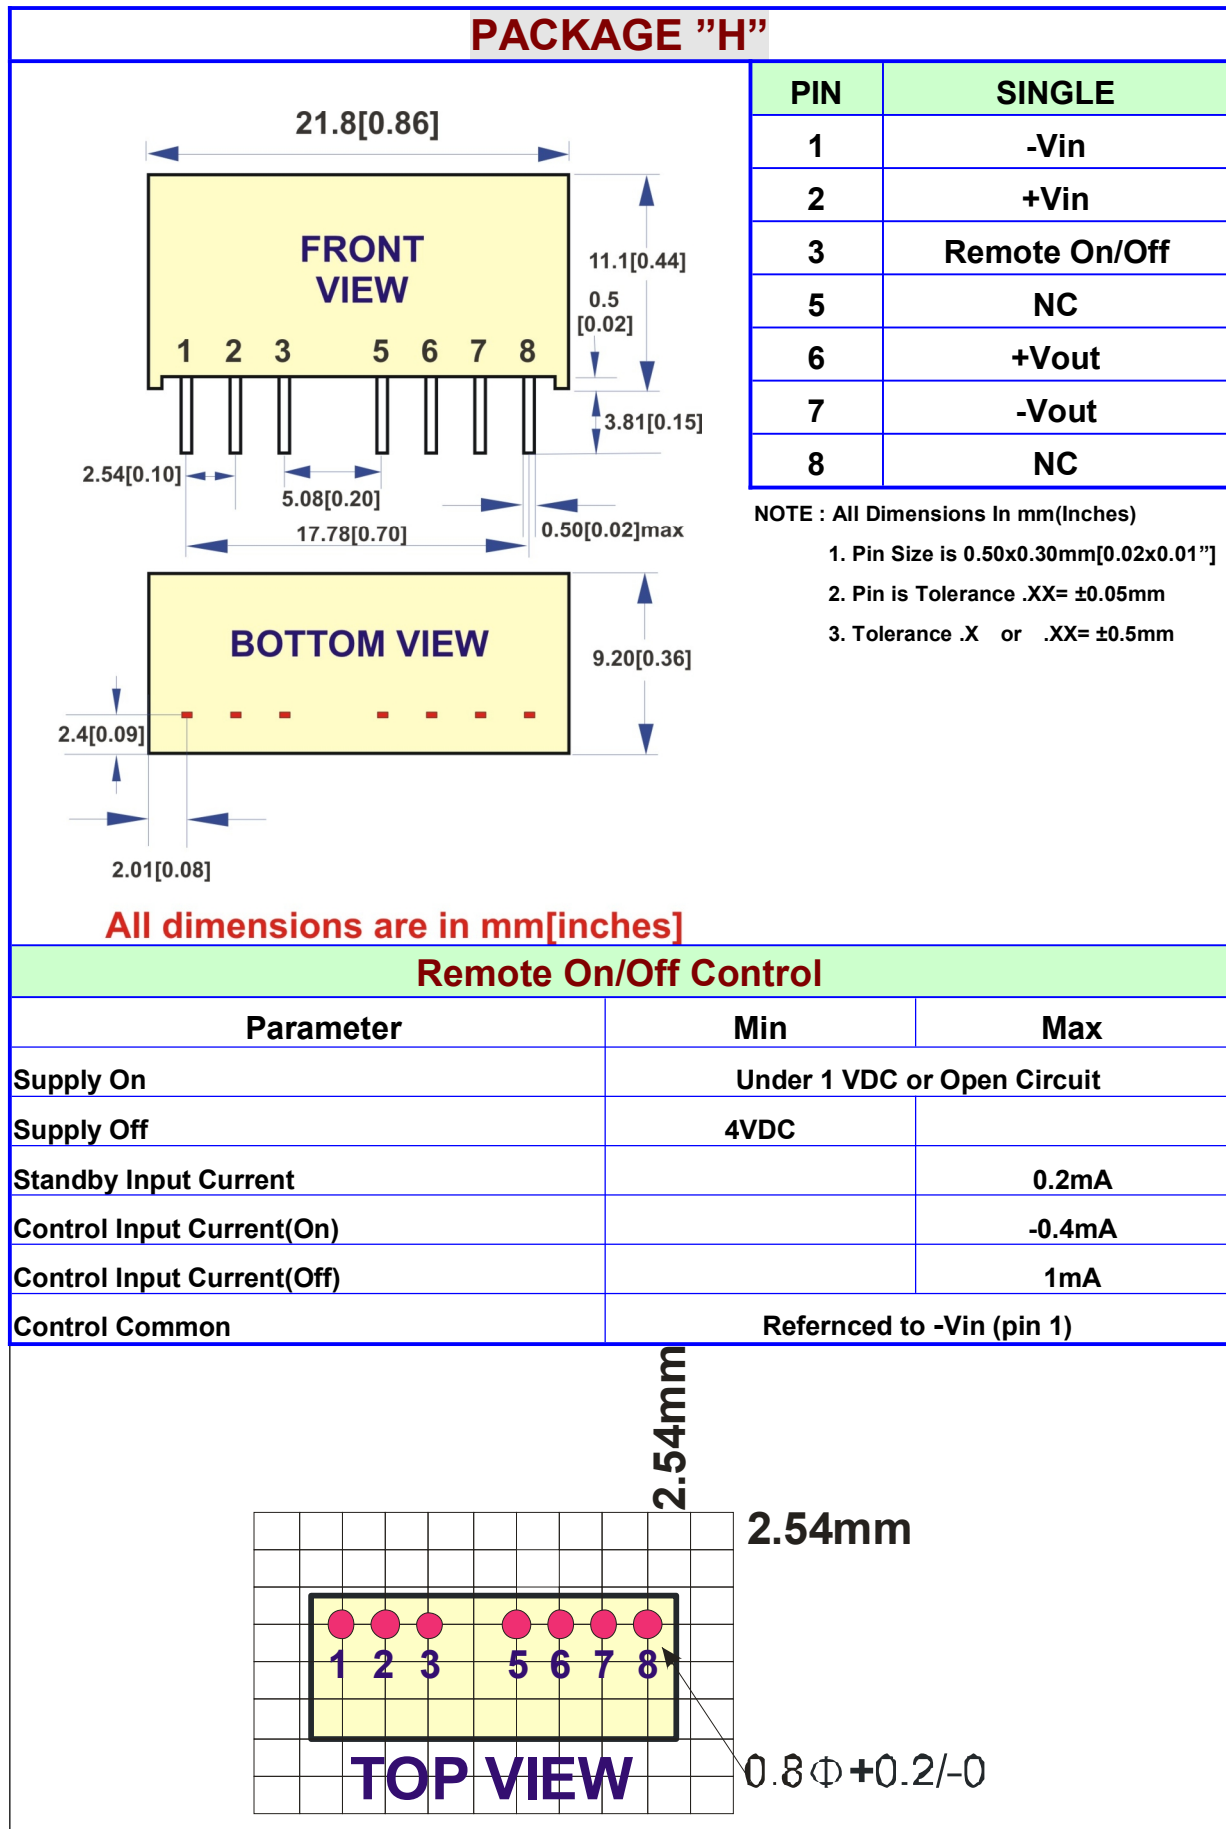 PACKAGE ”H”
21.8[0.86]
FRONT
VIEW
11.1[0.44]
0.5
[0.02]
1 2 3 5 6 7 8
3.81[0.15]
2.54[0.10]
5.08[0.20]
17.78[0.70]
0.50[0.02]max
BOTTOM VIEW
9.20[0.36]
2.4[0.09]
2.01[0.08]
All dimensions are in mm[inches]
PIN SINGLE
1 -Vin
2 +Vin
3 Remote On/Off
5 NC
6 +Vout
7 -Vout
8 NC
NOTE : All Dimensions In mm(Inches)
1. Pin Size is 0.50x0.30mm[0.02x0.01”]
2. Pin is Tolerance .XX= ±0.05mm
3. Tolerance .X or .XX= ±0.5mm
Remote On/Off Control
Parameter Min Max
Supply On Under 1 VDC or Open Circuit
Supply Off 4VDC
Standby Input Current 0.2mA
Control Input Current(On) -0.4mA
Control Input Current(Off) 1mA
Control Common Refernced to -Vin (pin 1)
2.54mm
2.54mm
1 2 3 5 6 7 8
TOP VIEW
0.8Φ+0.2/-0